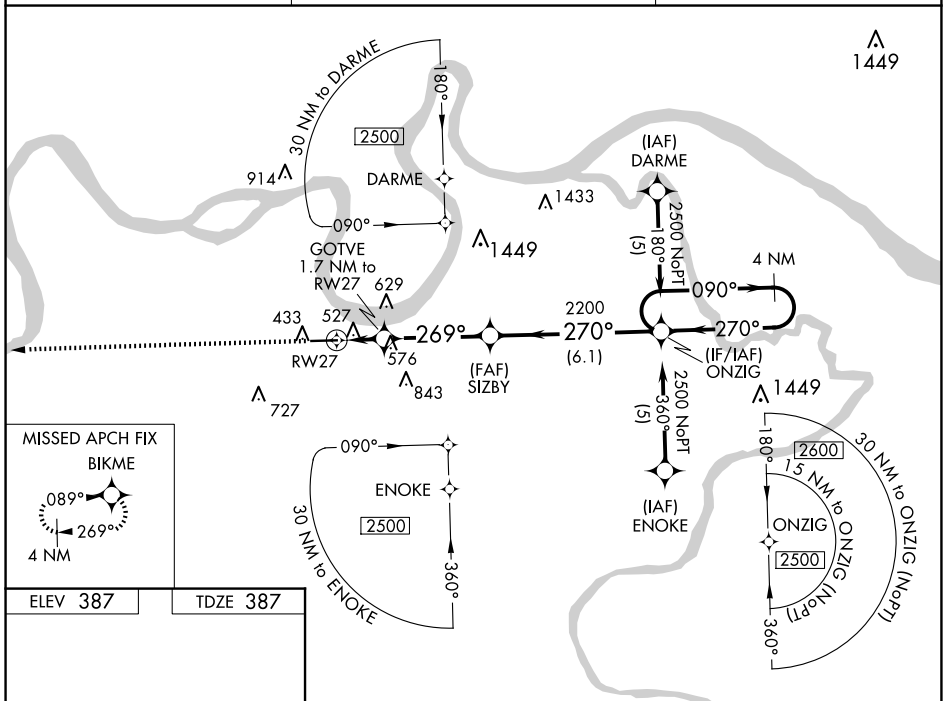 1449
30 NM to DARME
180°
2500
DARME
090°
914
(IAF)
DARME
1433
1449
2500 NoPT
180°
(5)
4 NM
090°
270°
GOTVE
1.7 NM to
RW27
629
527
433
RW27
576
269°
2200
270°
(6.1)
(FAF)
SIZBY
(IF/IAF)
ONZIG
843
727
2500 NoPT
360°
(5)
(IAF)
ENOKE
1449
MISSED APCH FIX
BIKME
089°
269°
4 NM
090°
ENOKE
2500
360°
30 NM to ENOKE
180°
2600
30 NM to ONZIG (NoPT)
15 NM to ONZIG (NoPT)
ONZIG
2500
360°
ELEV 387
TDZE 387